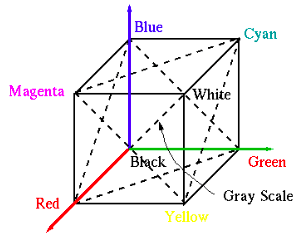 Blue
Cyan
Magenta
White
Black
Green
Gray Scale
Red
Yellow